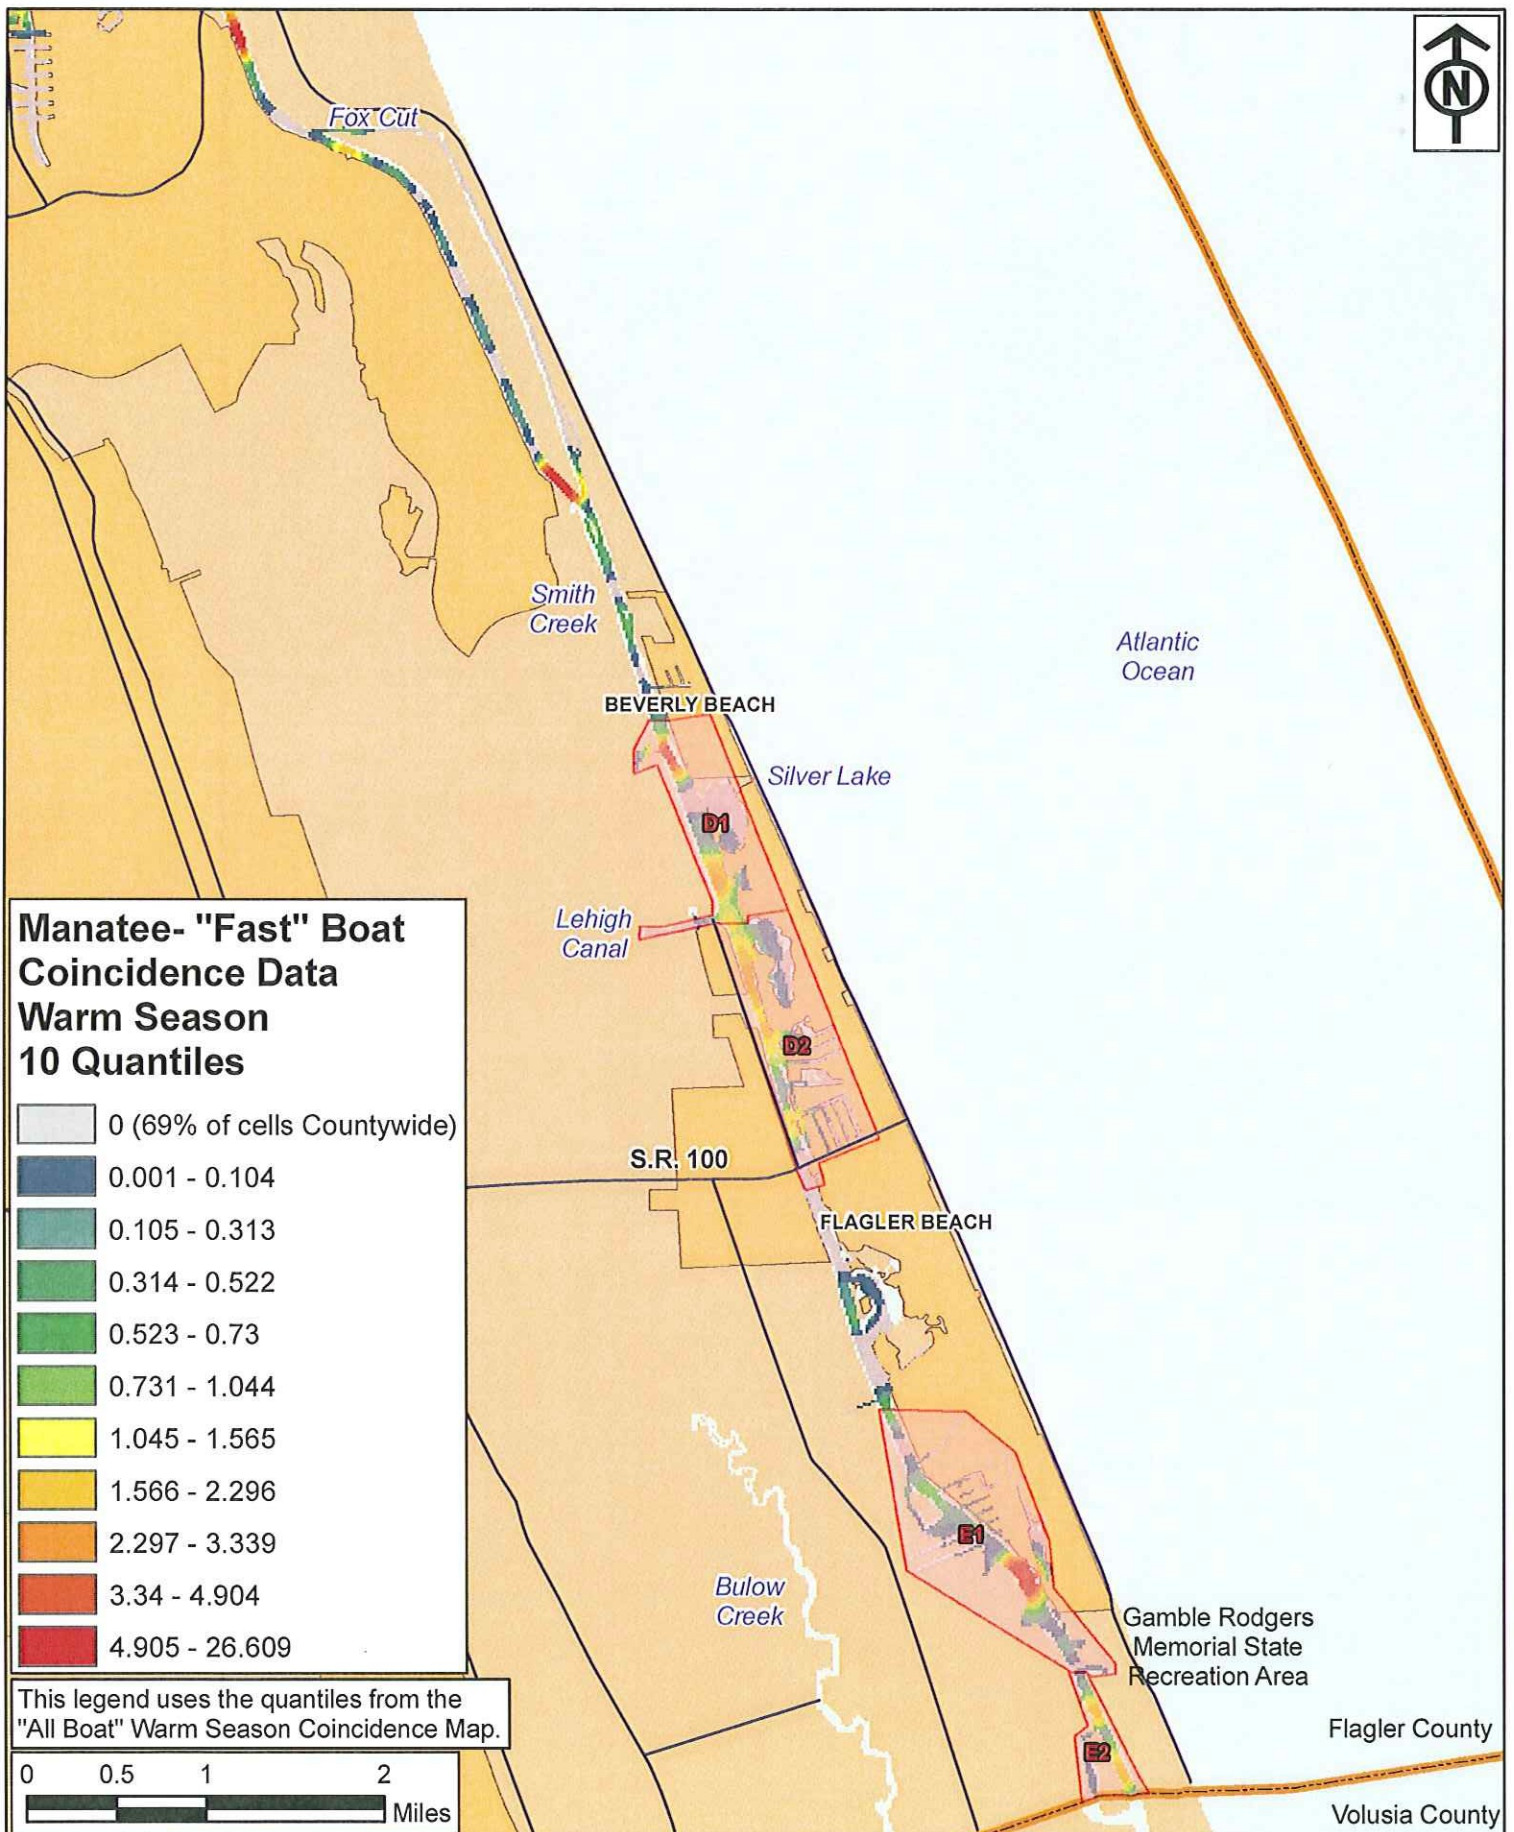 N
Fox Cut
Smith
Creek
Atlantic
Ocean
BEVERLY BEACH
Silver Lake
D1
Lehigh
Canal
D2
S.R. 100
FLAGLER BEACH
E1
Bulow
Creek
Gamble Rodgers
Memorial State
Recreation Area
E2
Flagler County
Volusia County
Manatee- "Fast" Boat
Coincidence Data
Warm Season
10 Quantiles
0 (69% of cells Countywide)
0.001 - 0.104
0.105 - 0.313
0.314 - 0.522
0.523 - 0.73
0.731 - 1.044
1.045 - 1.565
1.566 - 2.296
2.297 - 3.339
3.34 - 4.904
4.905 - 26.609
This legend uses the quantiles from the
"All Boat" Warm Season Coincidence Map.
0 0.5 1 2
Miles